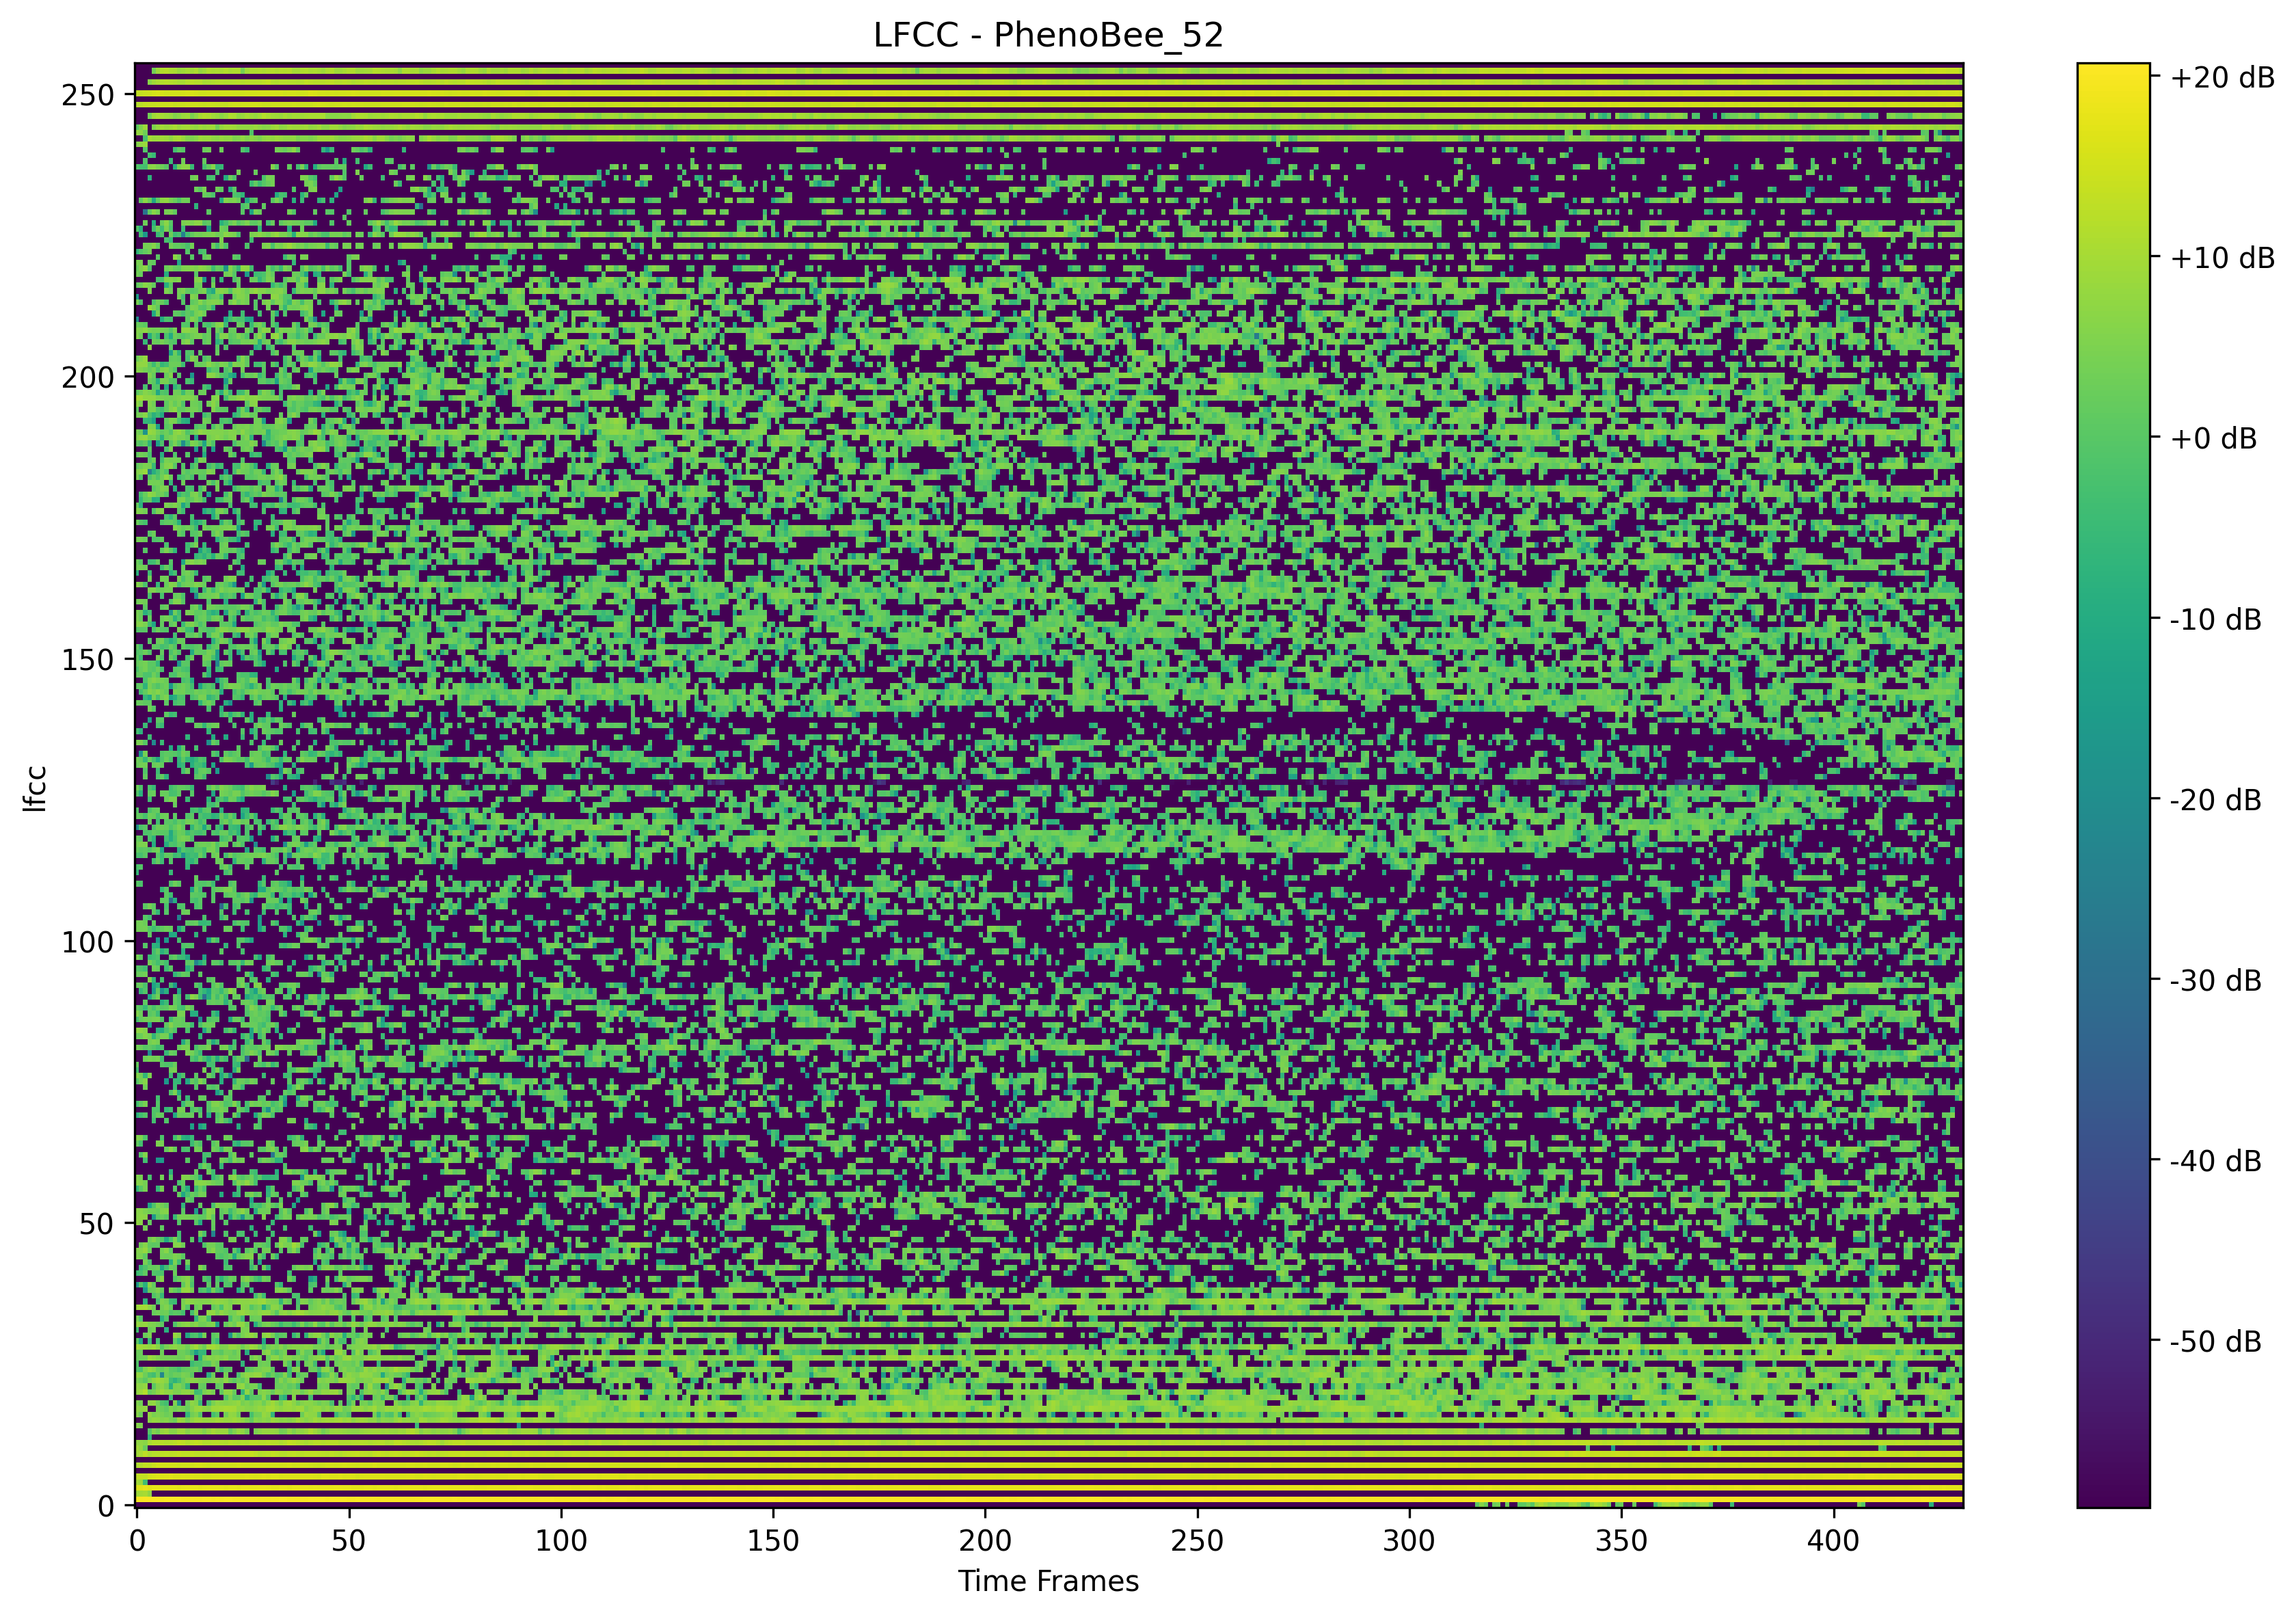 LFCC - PhenoBee_52
250
200
150
100
50
0
lfcc
0 50 100 150 200 250 300 350 400
Time Frames
+20 dB
+10 dB
+0 dB
-10 dB
-20 dB
-30 dB
-40 dB
-50 dB